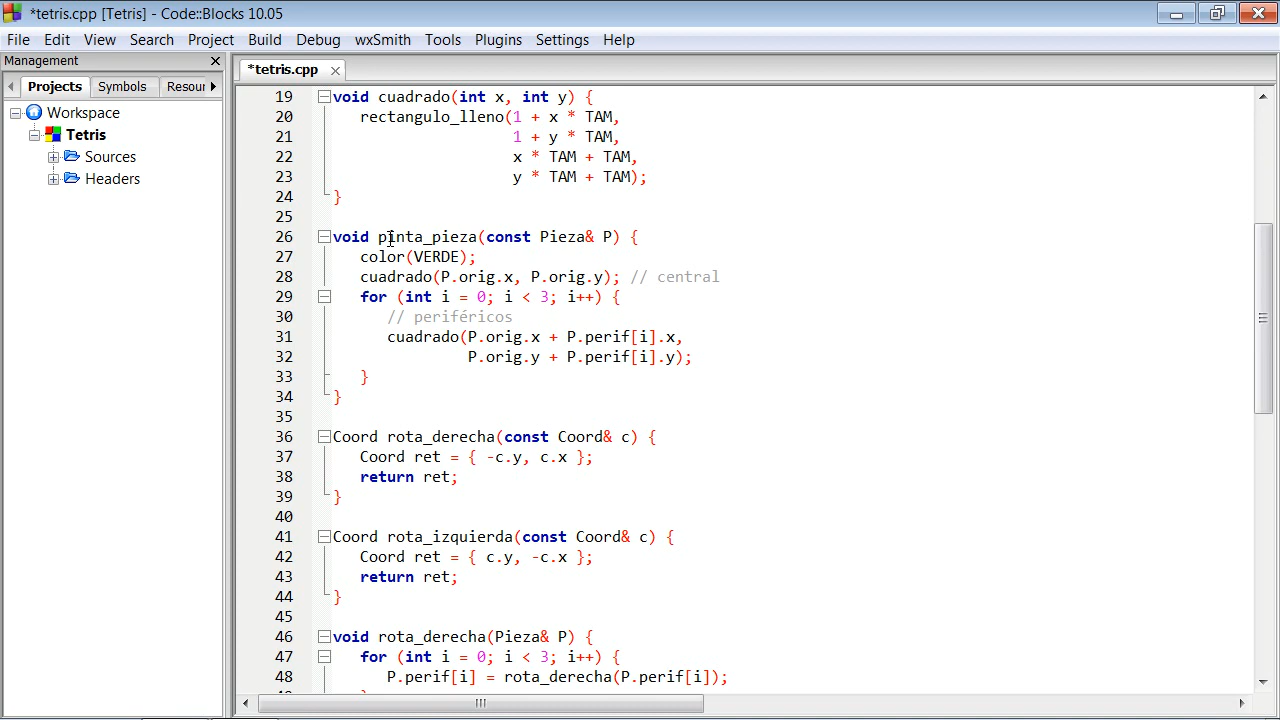 *tetris.cpp [Tetris] - Code::Blocks 10.05
File Edit View Search Project Build Debug wxSmith Tools Plugins Settings Help
Management
Projects Symbols Resour
Workspace
Tetris
Sources
Headers
*tetris.cpp
19 void cuadrado(int x, int y) {
20 rectangulo_lleno(1 + x * TAM,
21 1 + y * TAM,
22 x * TAM + TAM,
23 y * TAM + TAM);
24 }
25
26 void pinta_pieza(const Pieza& P) {
27 color(VERDE);
28 cuadrado(P.orig.x, P.orig.y); // central
29 for (int i = 0; i < 3; i++) {
30 // periféricos
31 cuadrado(P.orig.x + P.perif[i].x,
32 P.orig.y + P.perif[i].y);
33 }
34 }
35
36 Coord rota_derecha(const Coord& c) {
37 Coord ret = { -c.y, c.x };
38 return ret;
39 }
40
41 Coord rota_izquierda(const Coord& c) {
42 Coord ret = { c.y, -c.x };
43 return ret;
44 }
45
46 void rota_derecha(Pieza& P) {
47 for (int i = 0; i < 3; i++) {
48 P.perif[i] = rota_derecha(P.perif[i]);